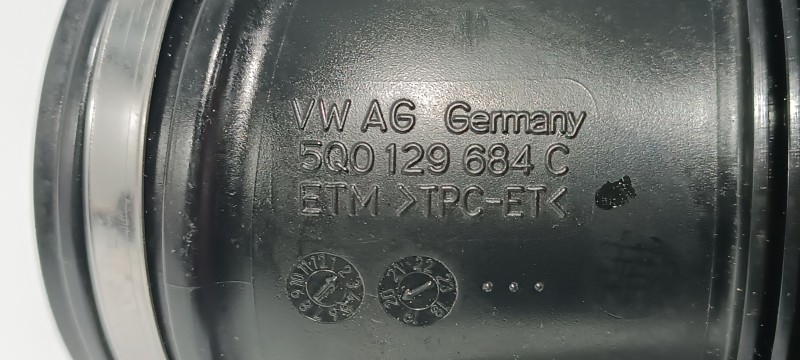 VW AG Germany
5Q0 129 684 C
ETM >TPC-ET<